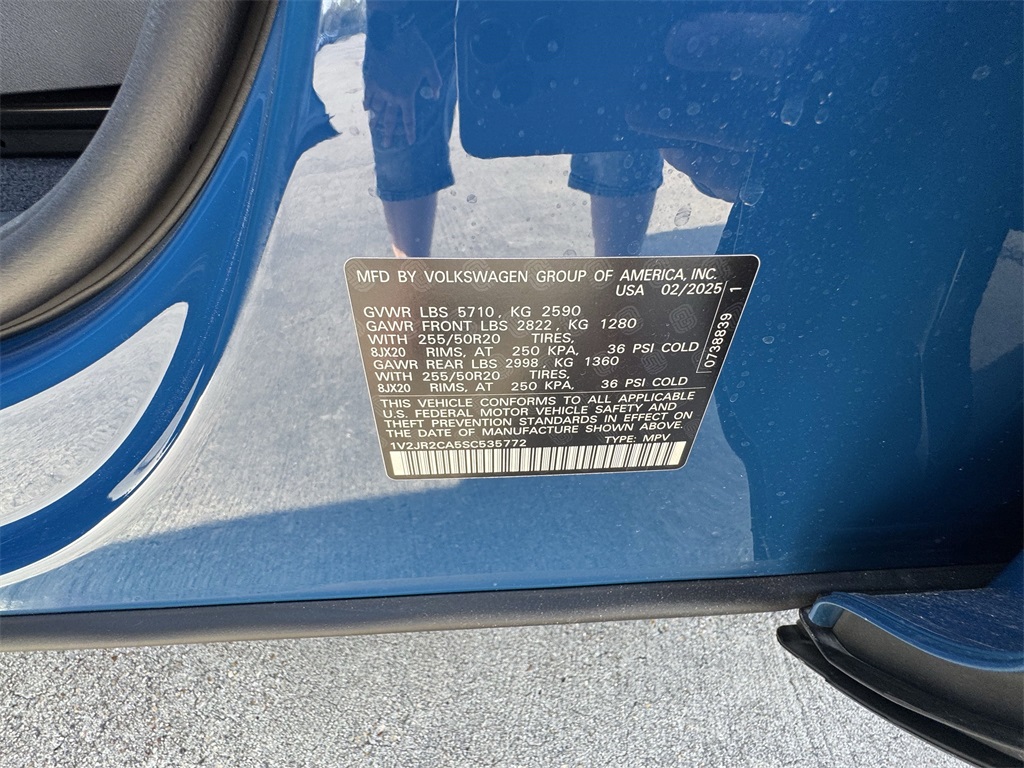 MFD BY VOLKSWAGEN GROUP OF AMERICA, INC.
USA 02/2025
GVWR LBS 5710, KG 2590
GAWR FRONT LBS 2822, KG 1280
WITH 255/50R20 TIRES,
8JX20 RIMS, AT 250 KPA, 36 PSI COLD
GAWR REAR LBS 2998, KG 1360
WITH 255/50R20 TIRES,
8JX20 RIMS, AT 250 KPA, 36 PSI COLD
THIS VEHICLE CONFORMS TO ALL APPLICABLE
U.S. FEDERAL MOTOR VEHICLE SAFETY AND
THEFT PREVENTION STANDARDS IN EFFECT ON
THE DATE OF MANUFACTURE SHOWN ABOVE.
1V2JR2CA5SC535772 TYPE: MPV
0738839 1